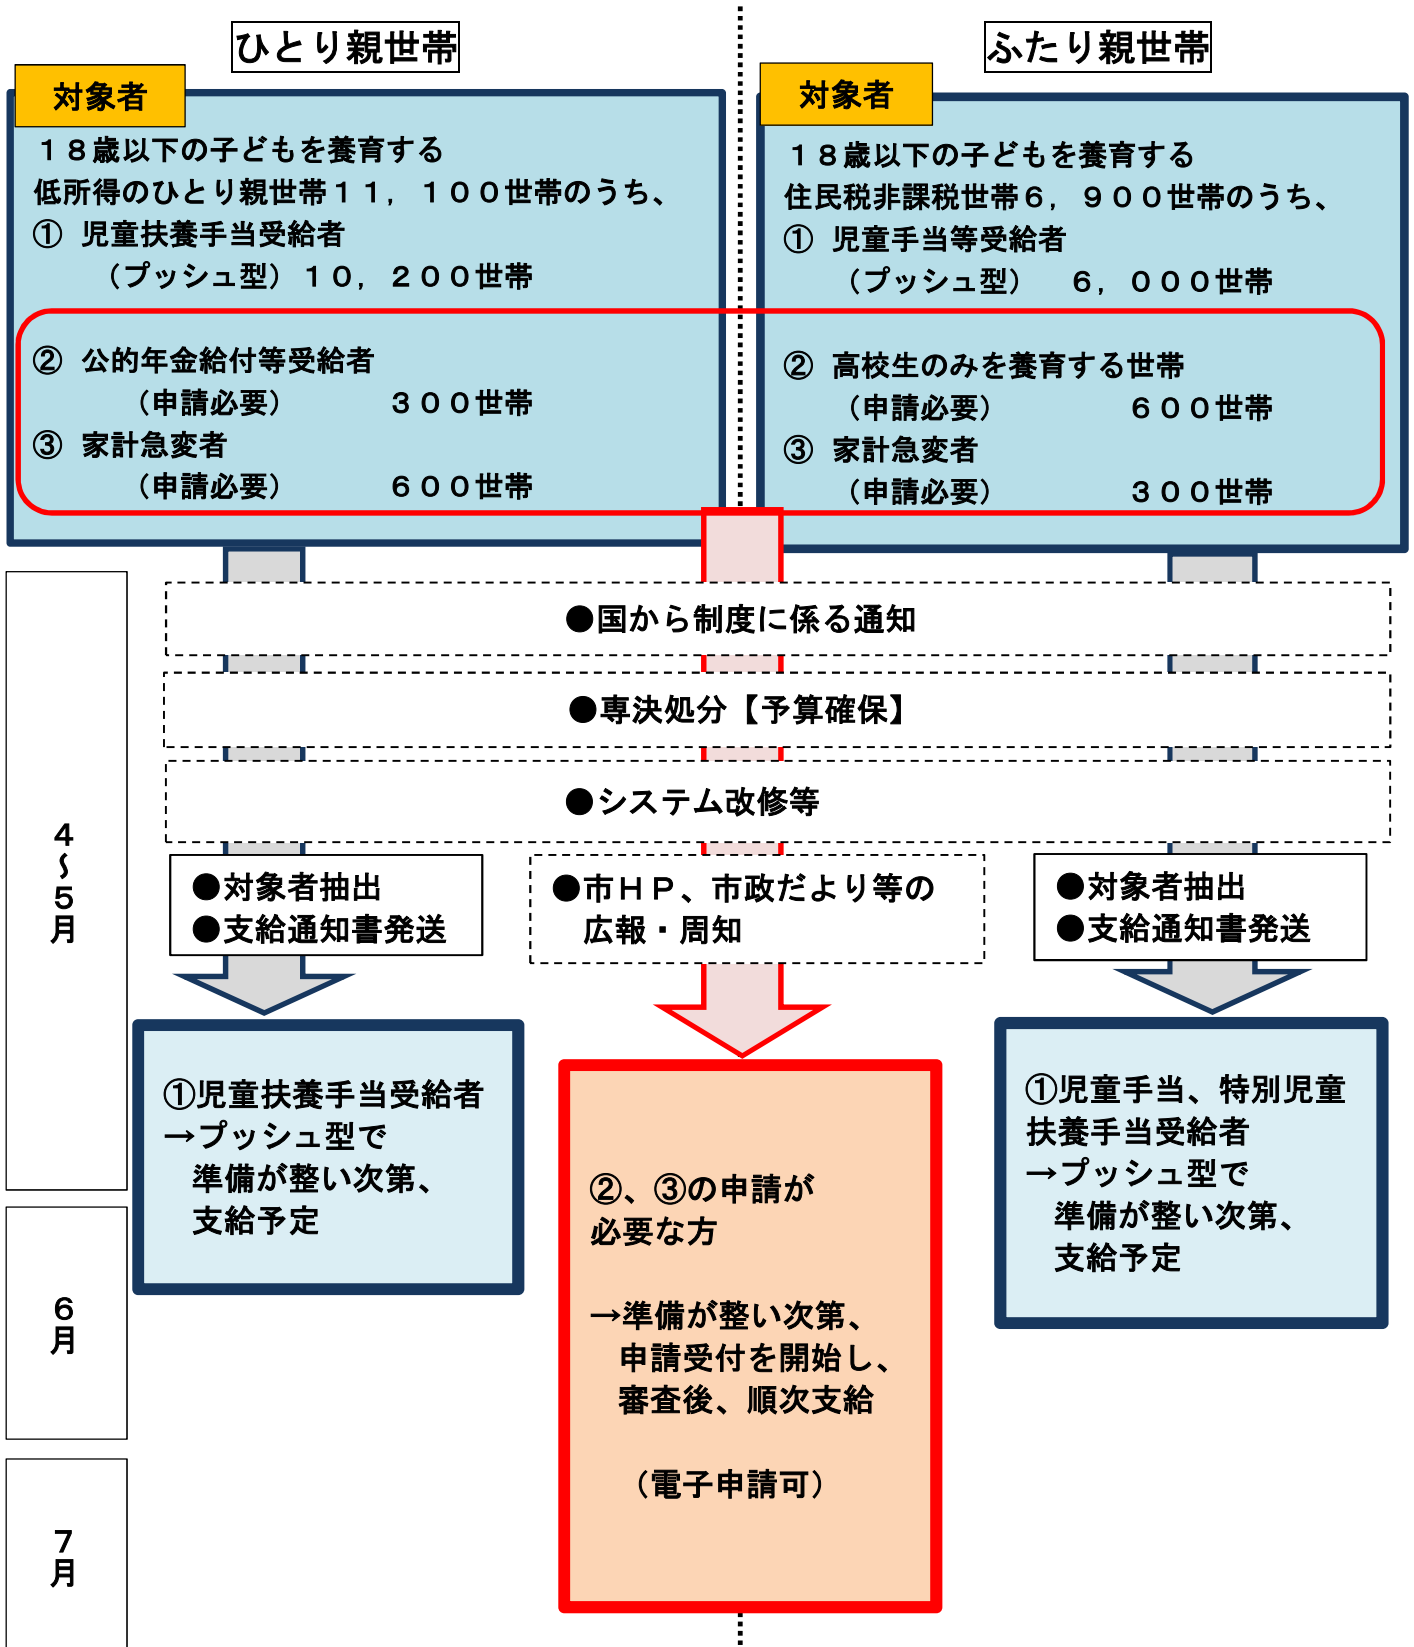 ひとり親世帯
対象者
１８歳以下の子どもを養育する
低所得のひとり親世帯１１，１００世帯のうち、
① 児童扶養手当受給者
（プッシュ型）１０，２００世帯
② 公的年金給付等受給者
（申請必要）　　　３００世帯
③ 家計急変者
（申請必要）　　　６００世帯
ふたり親世帯
対象者
１８歳以下の子どもを養育する
住民税非課税世帯６，９００世帯のうち、
① 児童手当等受給者
（プッシュ型）　６，０００世帯
② 高校生のみを養育する世帯
（申請必要）　　　　６００世帯
③ 家計急変者
（申請必要）　　　　３００世帯
４～５月
●国から制度に係る通知
●専決処分【予算確保】
●システム改修等
●対象者抽出
●支給通知書発送
●市ＨＰ、市政だより等の
広報・周知
●対象者抽出
●支給通知書発送
①児童扶養手当受給者
→プッシュ型で
準備が整い次第、
支給予定
②、③の申請が
必要な方
→準備が整い次第、
申請受付を開始し、
審査後、順次支給
（電子申請可）
①児童手当、特別児童
扶養手当受給者
→プッシュ型で
準備が整い次第、
支給予定
６月
７月